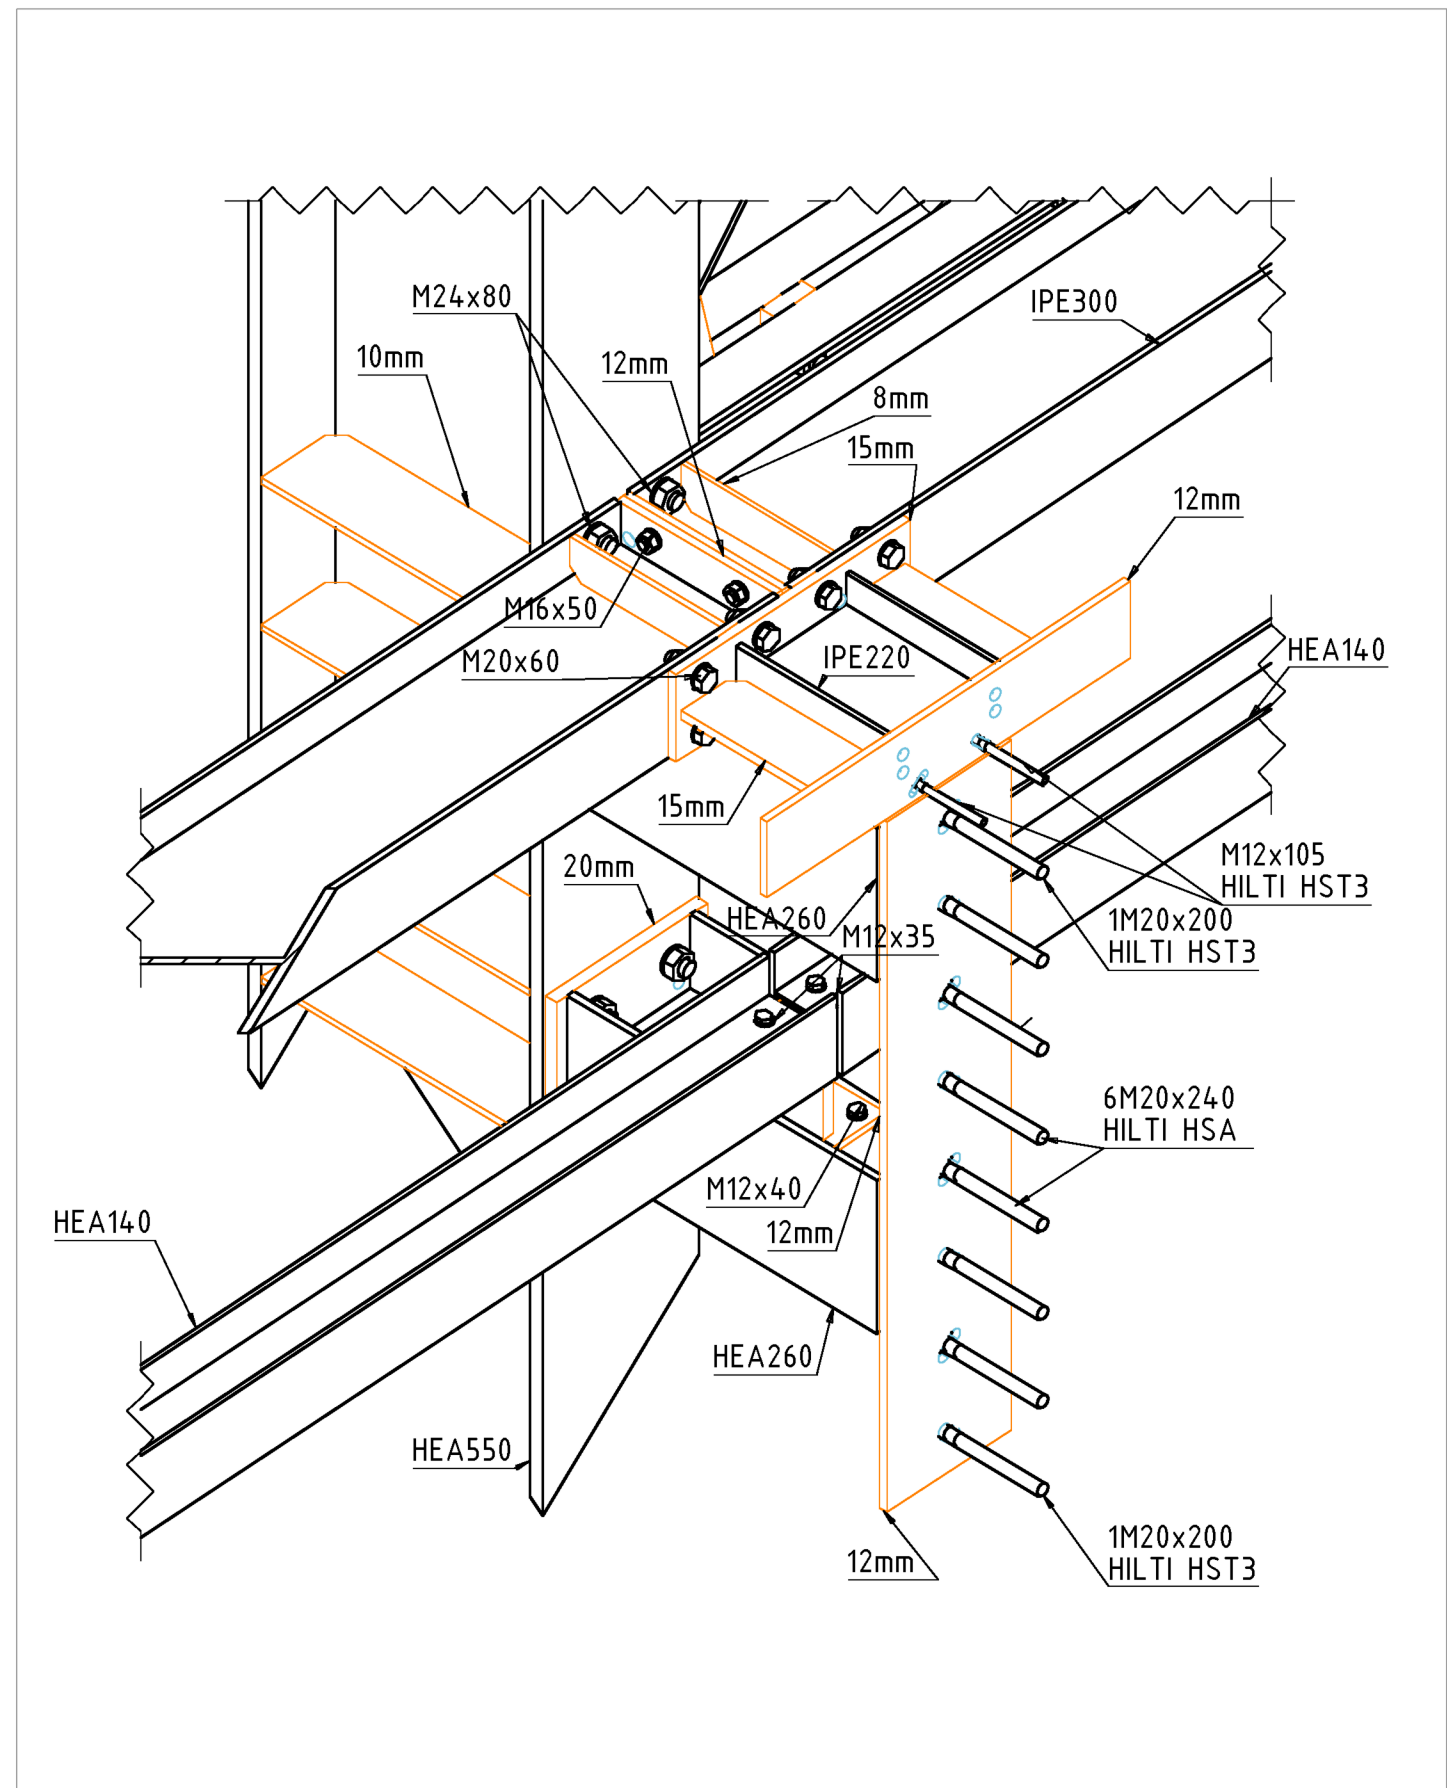 M24x80
IPE300
10mm
12mm
8mm
15mm
12mm
M16x50
M20x60
IPE220
HEA140
15mm
20mm
M12x105
HILTI HST3
HEA260
M12x35
1M20x200
HILTI HST3
6M20x240
HILTI HSA
M12x40
HEA140
12mm
HEA260
HEA550
1M20x200
HILTI HST3
12mm